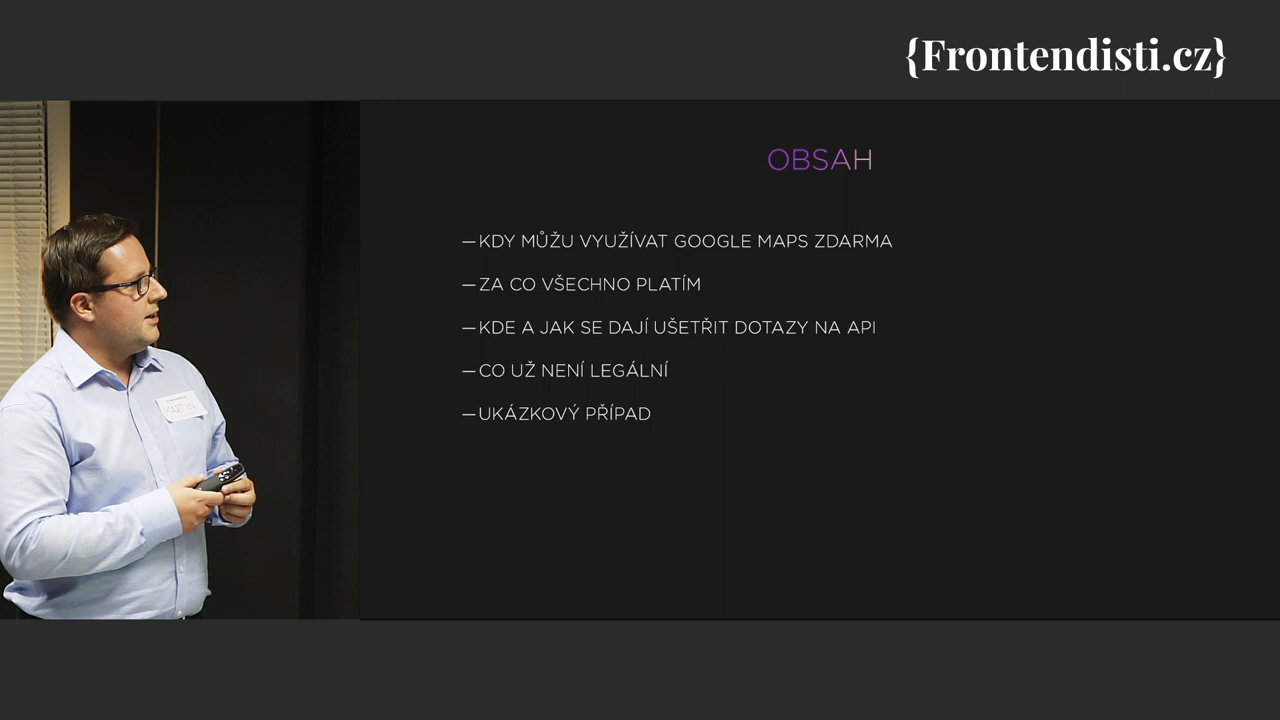 {Frontendisti.cz}
OBSAH
—KDY MŮŽU VYUŽÍVAT GOOGLE MAPS ZDARMA
—ZA CO VŠECHNO PLATÍM
—KDE A JAK SE DAJÍ UŠETŘIT DOTAZY NA API
—CO UŽ NENÍ LEGÁLNÍ
—UKÁZKOVÝ PŘÍPAD
MARTIN